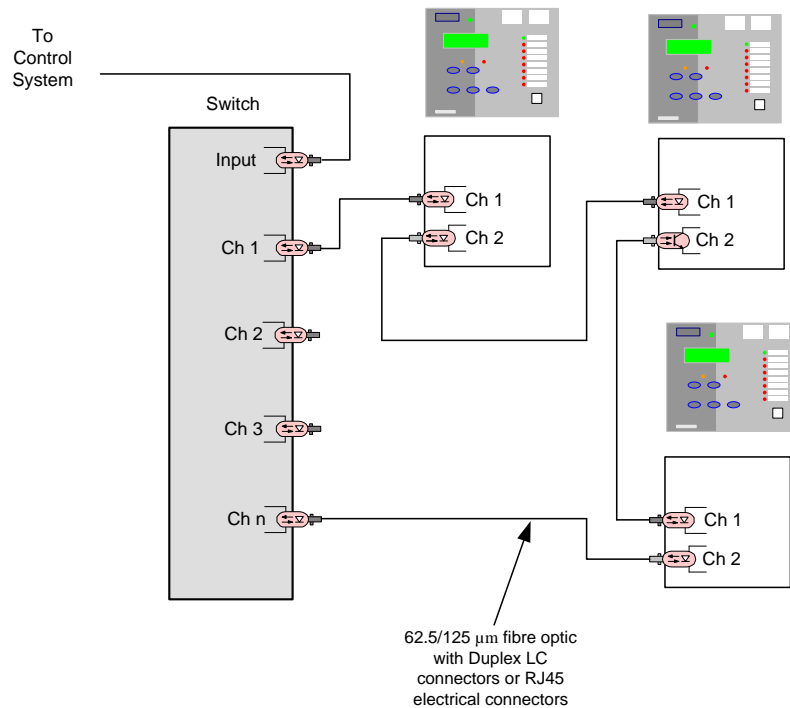 To
Control
System
Switch
Input
Ch 1
Ch 2
Ch 3
Ch n
Ch 1
Ch 2
Ch 1
Ch 2
Ch 1
Ch 2
62.5/125 µm fibre optic
with Duplex LC
connectors or RJ45
electrical connectors